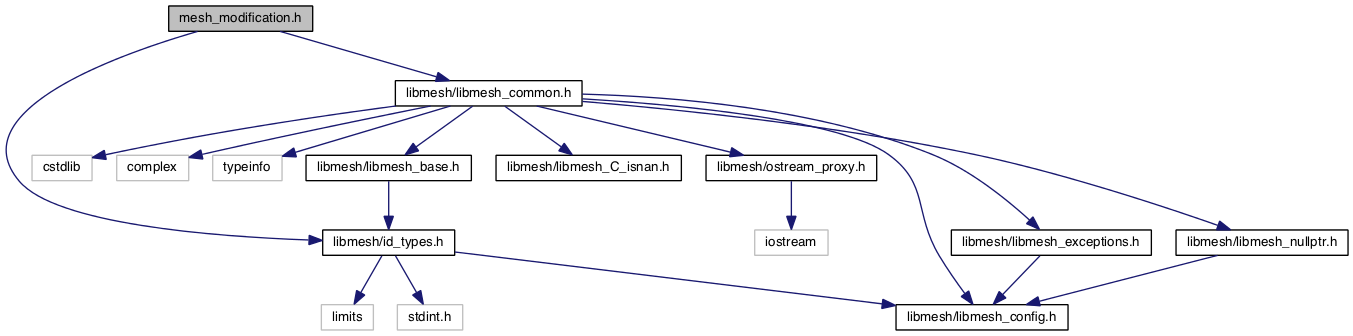 mesh_modification.h
libmesh/libmesh_common.h
cstdlib
complex
typeinfo
libmesh/libmesh_base.h
libmesh/libmesh_C_isnan.h
libmesh/ostream_proxy.h
libmesh/id_types.h
iostream
libmesh/libmesh_exceptions.h
libmesh/libmesh_nullptr.h
limits
stdint.h
libmesh/libmesh_config.h